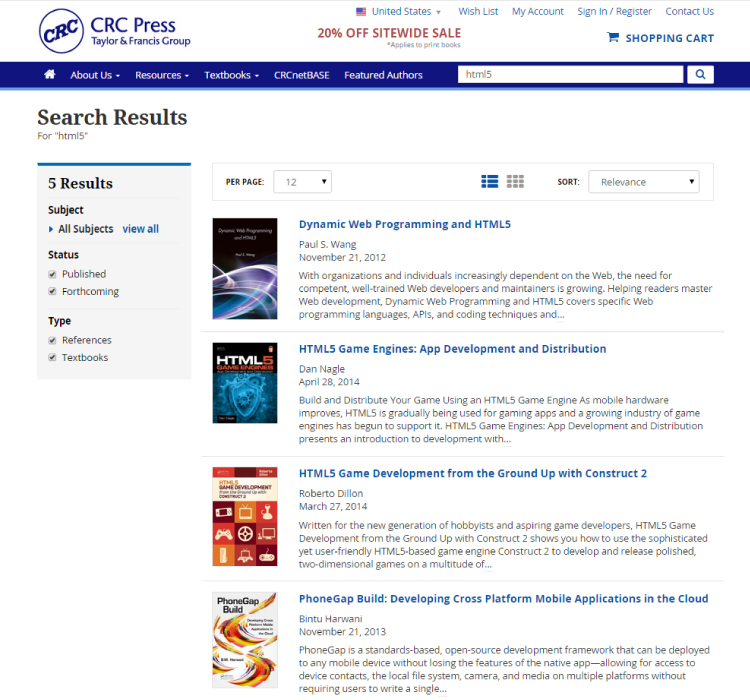 United States
Wish List
My Account
Sign In / Register
Contact Us
CRC
CRC Press
Taylor & Francis Group
20% OFF SITEWIDE SALE
*Applies to print books
SHOPPING CART
About Us
Resources
Textbooks
CRCnetBASE
Featured Authors
html5
Search Results
For "html5"
5 Results
Subject
All Subjects view all
Status
Published
Forthcoming
Type
References
Textbooks
PER PAGE:
12
SORT:
Relevance
Dynamic Web Programming
and HTML5
Paul S. Wang
Dynamic Web Programming and HTML5
Paul S. Wang
November 21, 2012
With organizations and individuals increasingly dependent on the Web, the need for
competent, well-trained Web developers and maintainers is growing. Helping readers master
Web development, Dynamic Web Programming and HTML5 covers specific Web
programming languages, APIs, and coding techniques and...
HTML5
GAME ENGINES
HTML5 Game Engines: App Development and Distribution
Dan Nagle
April 28, 2014
Build and Distribute Your Game Using an HTML5 Game Engine As mobile hardware
improves, HTML5 is gradually being used for gaming apps and a growing industry of game
engines has begun to support it. HTML5 Game Engines: App Development and Distribution
presents an introduction to development with...
HTML5
GAME DEVELOPMENT
from the Ground Up with
CONSTRUCT 2
HTML5 Game Development from the Ground Up with Construct 2
Roberto Dillon
March 27, 2014
Written for the new generation of hobbyists and aspiring game developers, HTML5 Game
Development from the Ground Up with Construct 2 shows you how to use the sophisticated
yet user-friendly HTML5-based game engine Construct 2 to develop and release polished,
two-dimensional games on a multitude of...
PhoneGap
Build
Developing Cross
Platform Mobile
Applications in
the Cloud
B.M. Harwani
PhoneGap Build: Developing Cross Platform Mobile Applications in the Cloud
Bintu Harwani
November 21, 2013
PhoneGap is a standards-based, open-source development framework that can be deployed
to any mobile device without losing the features of the native app—allowing for access to
device contacts, the local file system, camera, and media on multiple platforms without
requiring users to write a single...